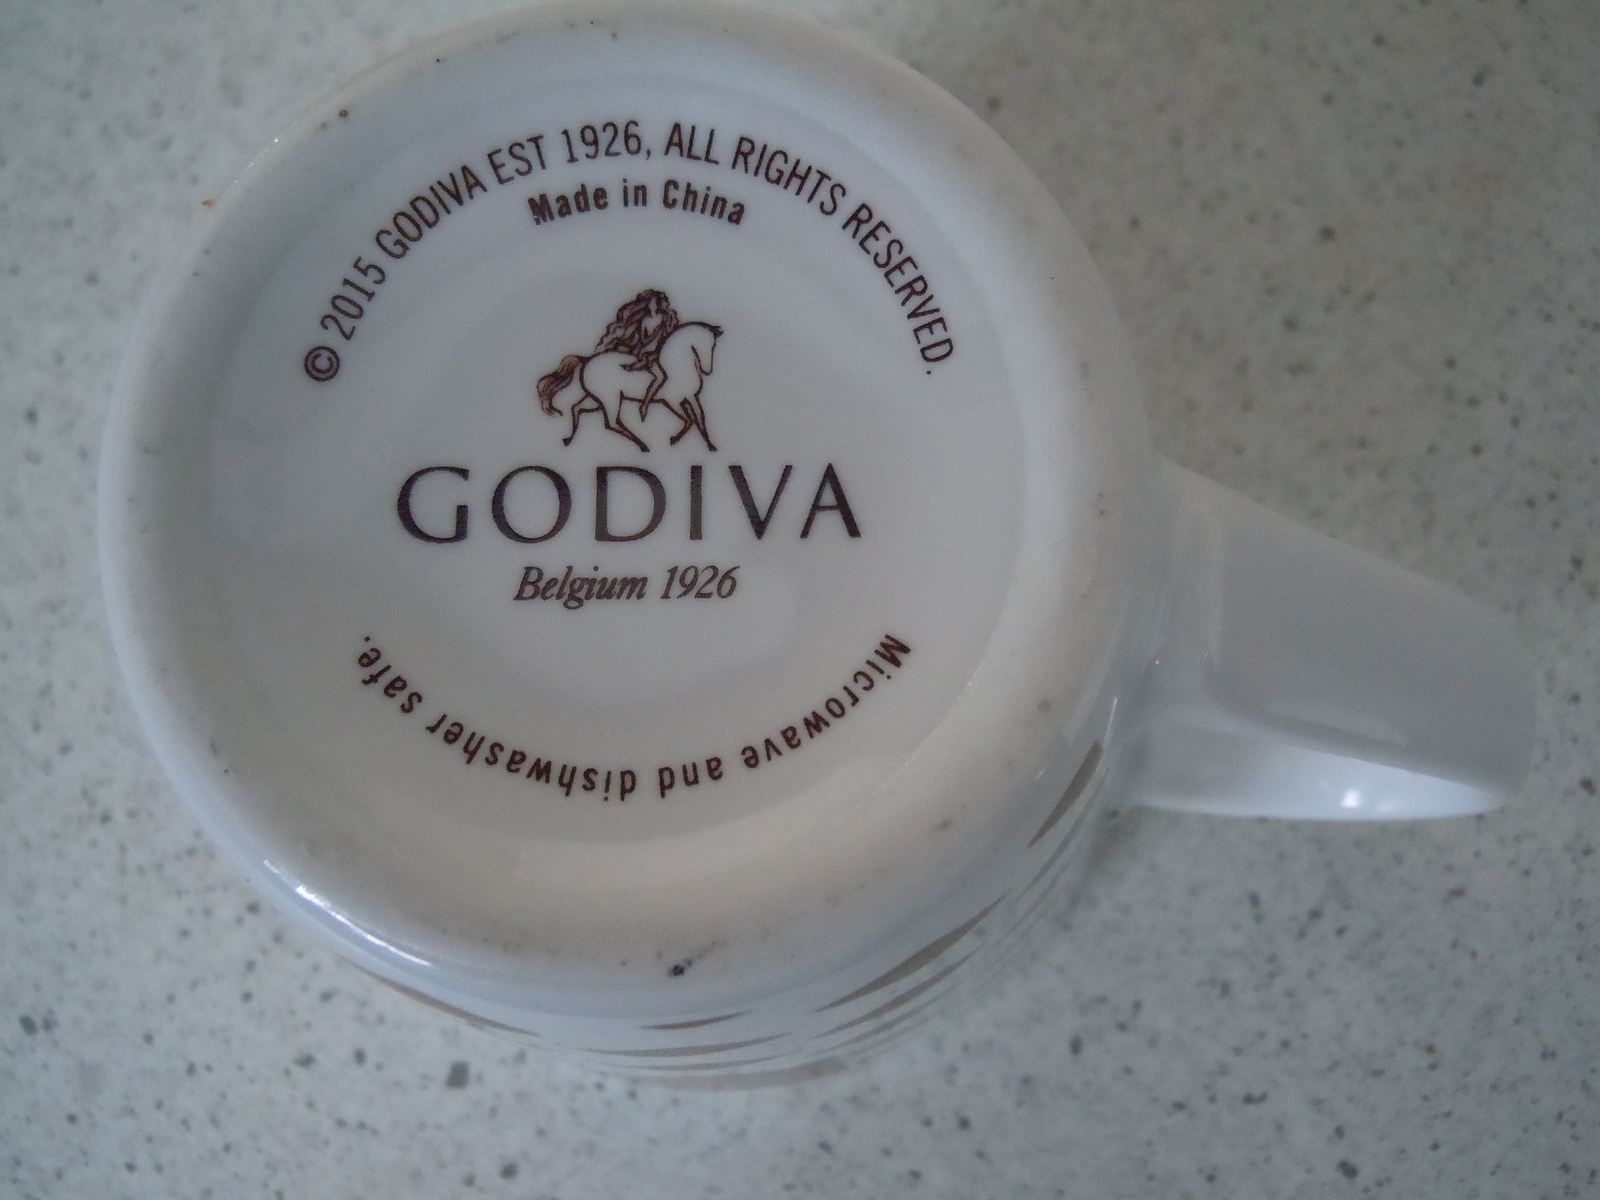 © 2015 GODIVA EST 1926, ALL RIGHTS RESERVED.
Made in China
GODIVA
Belgium 1926
Microwave and dishwasher safe.